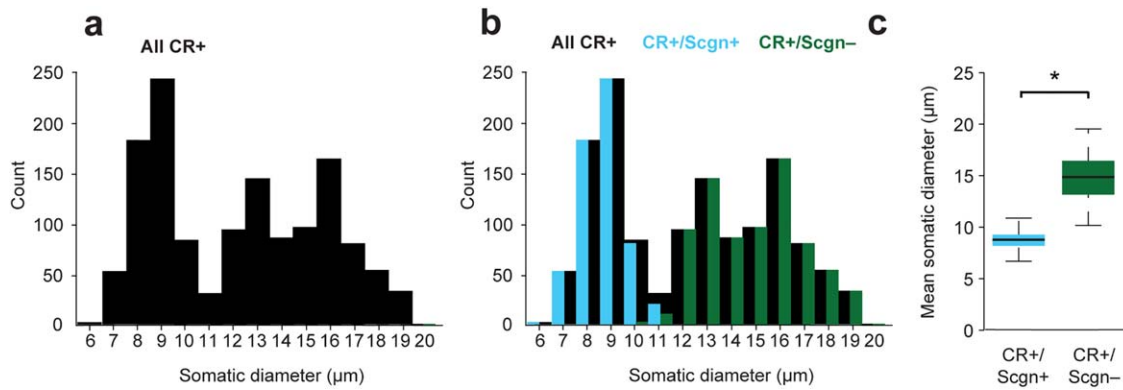 a
All CR+
250
200
150
100
50
0
Count
6 7 8 9 10 11 12 13 14 15 16 17 18 19 20
Somatic diameter (µm)
b
All CR+ CR+/Scgn+ CR+/Scgn–
250
200
150
100
50
0
Count
6 7 8 9 10 11 12 13 14 15 16 17 18 19 20
Somatic diameter (µm)
c
25
20
15
10
5
0
Mean somatic diameter (µm)
*
CR+/
Scgn+
CR+/
Scgn–